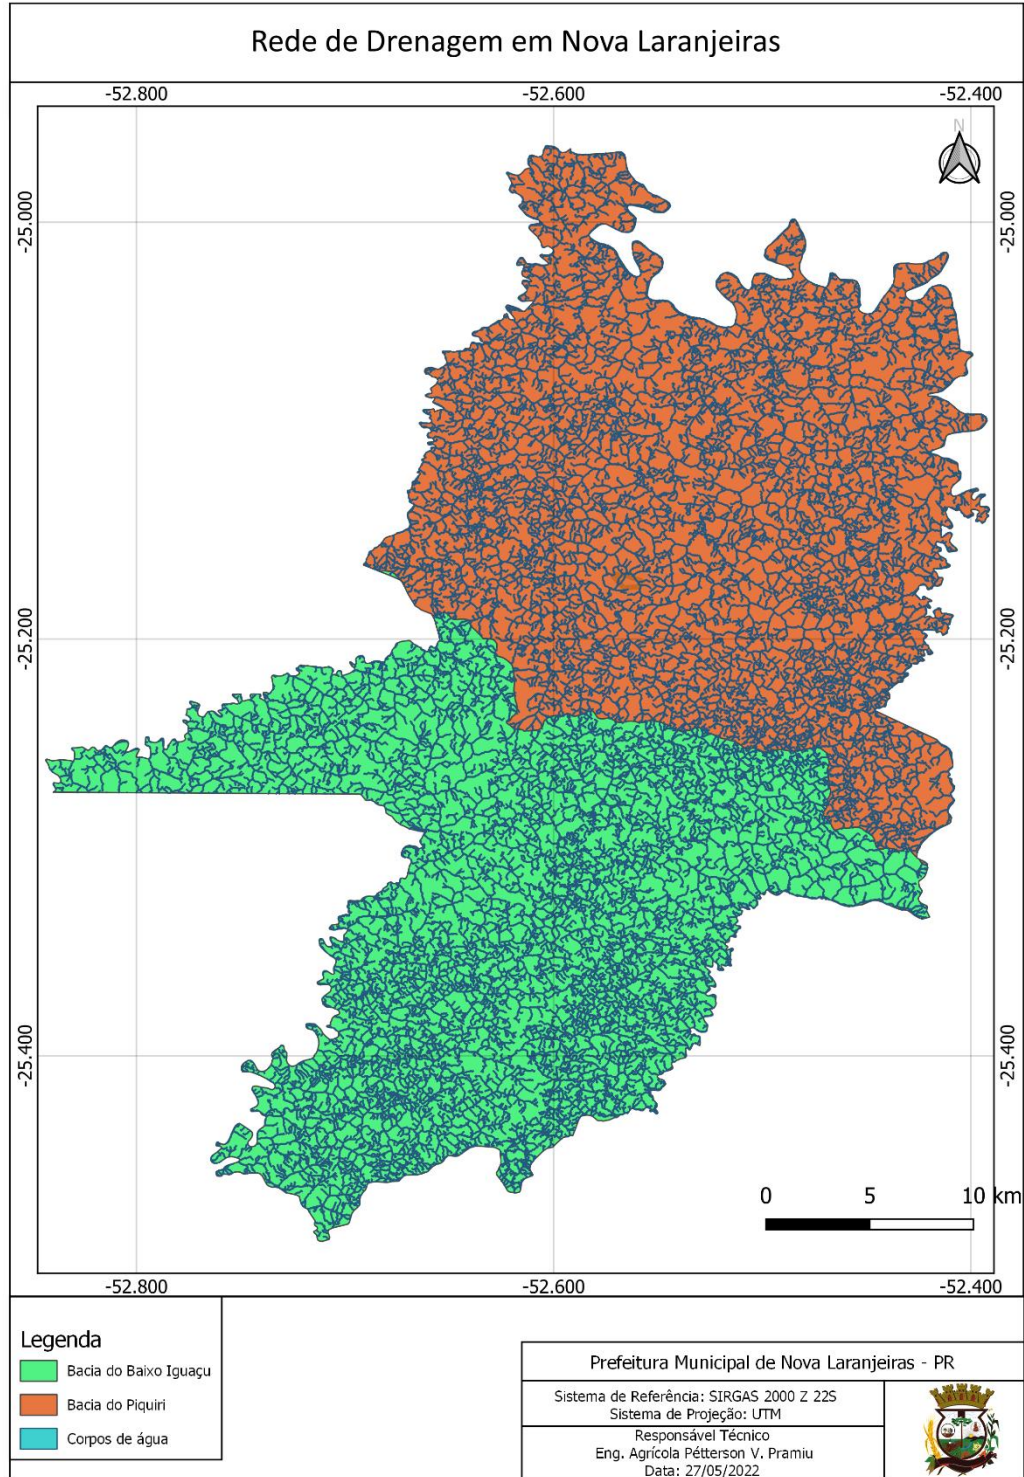 Rede de Drenagem em Nova Laranjeiras
-52.800
-52.600
-52.400
N
-25.000
-25.000
-25.200
-25.200
-25.400
-25.400
0 5 10 km
-52.800
-52.600
-52.400
Legenda
Bacia do Baixo Iguaçu
Bacia do Piquiri
Corpos de água
Prefeitura Municipal de Nova Laranjeiras - PR
Sistema de Referência: SIRGAS 2000 Z 22S
Sistema de Projeção: UTM
Responsável Técnico
Eng. Agrícola Pétterson V. Pramiu
Data: 27/05/2022